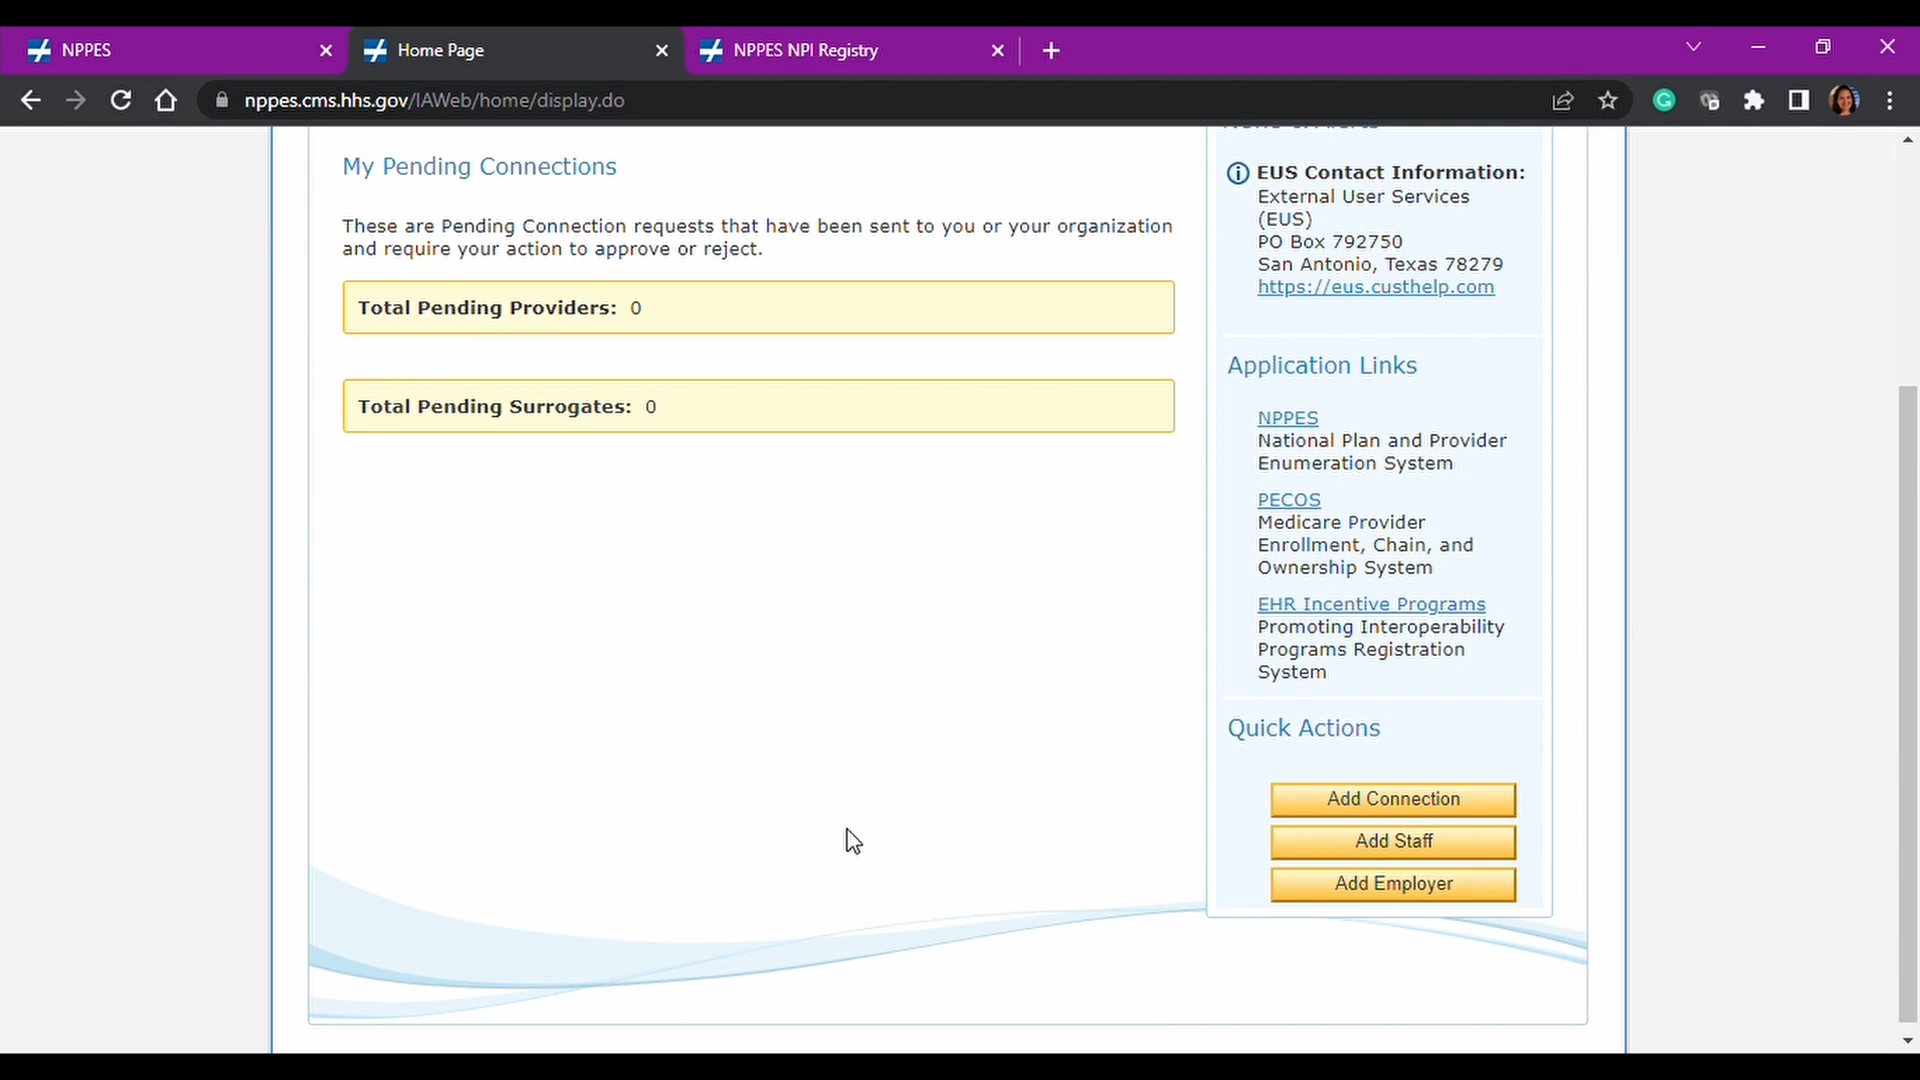 NPPES
Home Page
NPPES NPI Registry
nppes.cms.hhs.gov/IAWeb/home/display.do
My Pending Connections
These are Pending Connection requests that have been sent to you or your organization
and require your action to approve or reject.
Total Pending Providers: 0
Total Pending Surrogates: 0
EUS Contact Information:
External User Services
(EUS)
PO Box 792750
San Antonio, Texas 78279
https://eus.custhelp.com
Application Links
NPPES
National Plan and Provider
Enumeration System
PECOS
Medicare Provider
Enrollment, Chain, and
Ownership System
EHR Incentive Programs
Promoting Interoperability
Programs Registration
System
Quick Actions
Add Connection
Add Staff
Add Employer